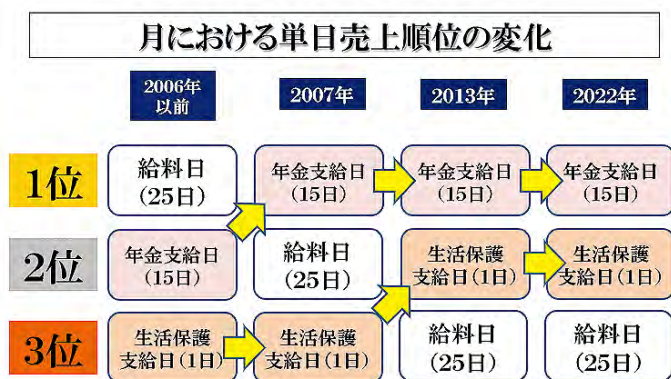 月における単日売上順位の変化
2006年
以前
2007年
2013年
2022年
1位
給料日
(25日)
年金支給日
(15日)
年金支給日
(15日)
年金支給日
(15日)
2位
年金支給日
(15日)
給料日
(25日)
生活保護
支給日(1日)
生活保護
支給日(1日)
3位
生活保護
支給日(1日)
生活保護
支給日(1日)
給料日
(25日)
給料日
(25日)